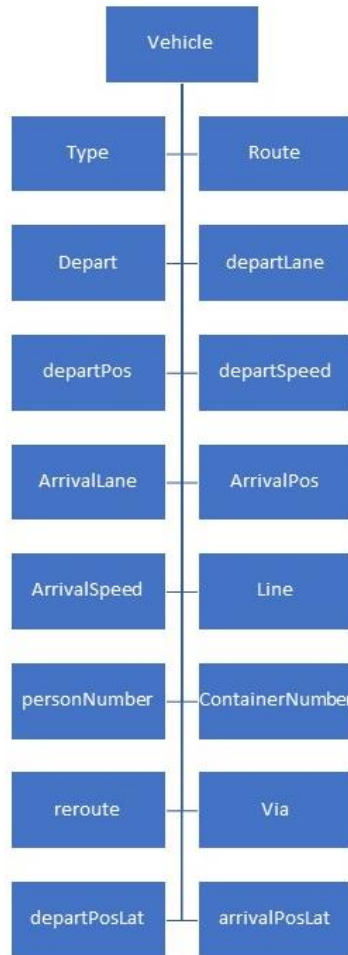 Vehicle
Type
Route
Depart
departLane
departPos
departSpeed
ArrivalLane
ArrivalPos
ArrivalSpeed
Line
personNumber
ContainerNumber
reroute
Via
departPosLat
arrivalPosLat